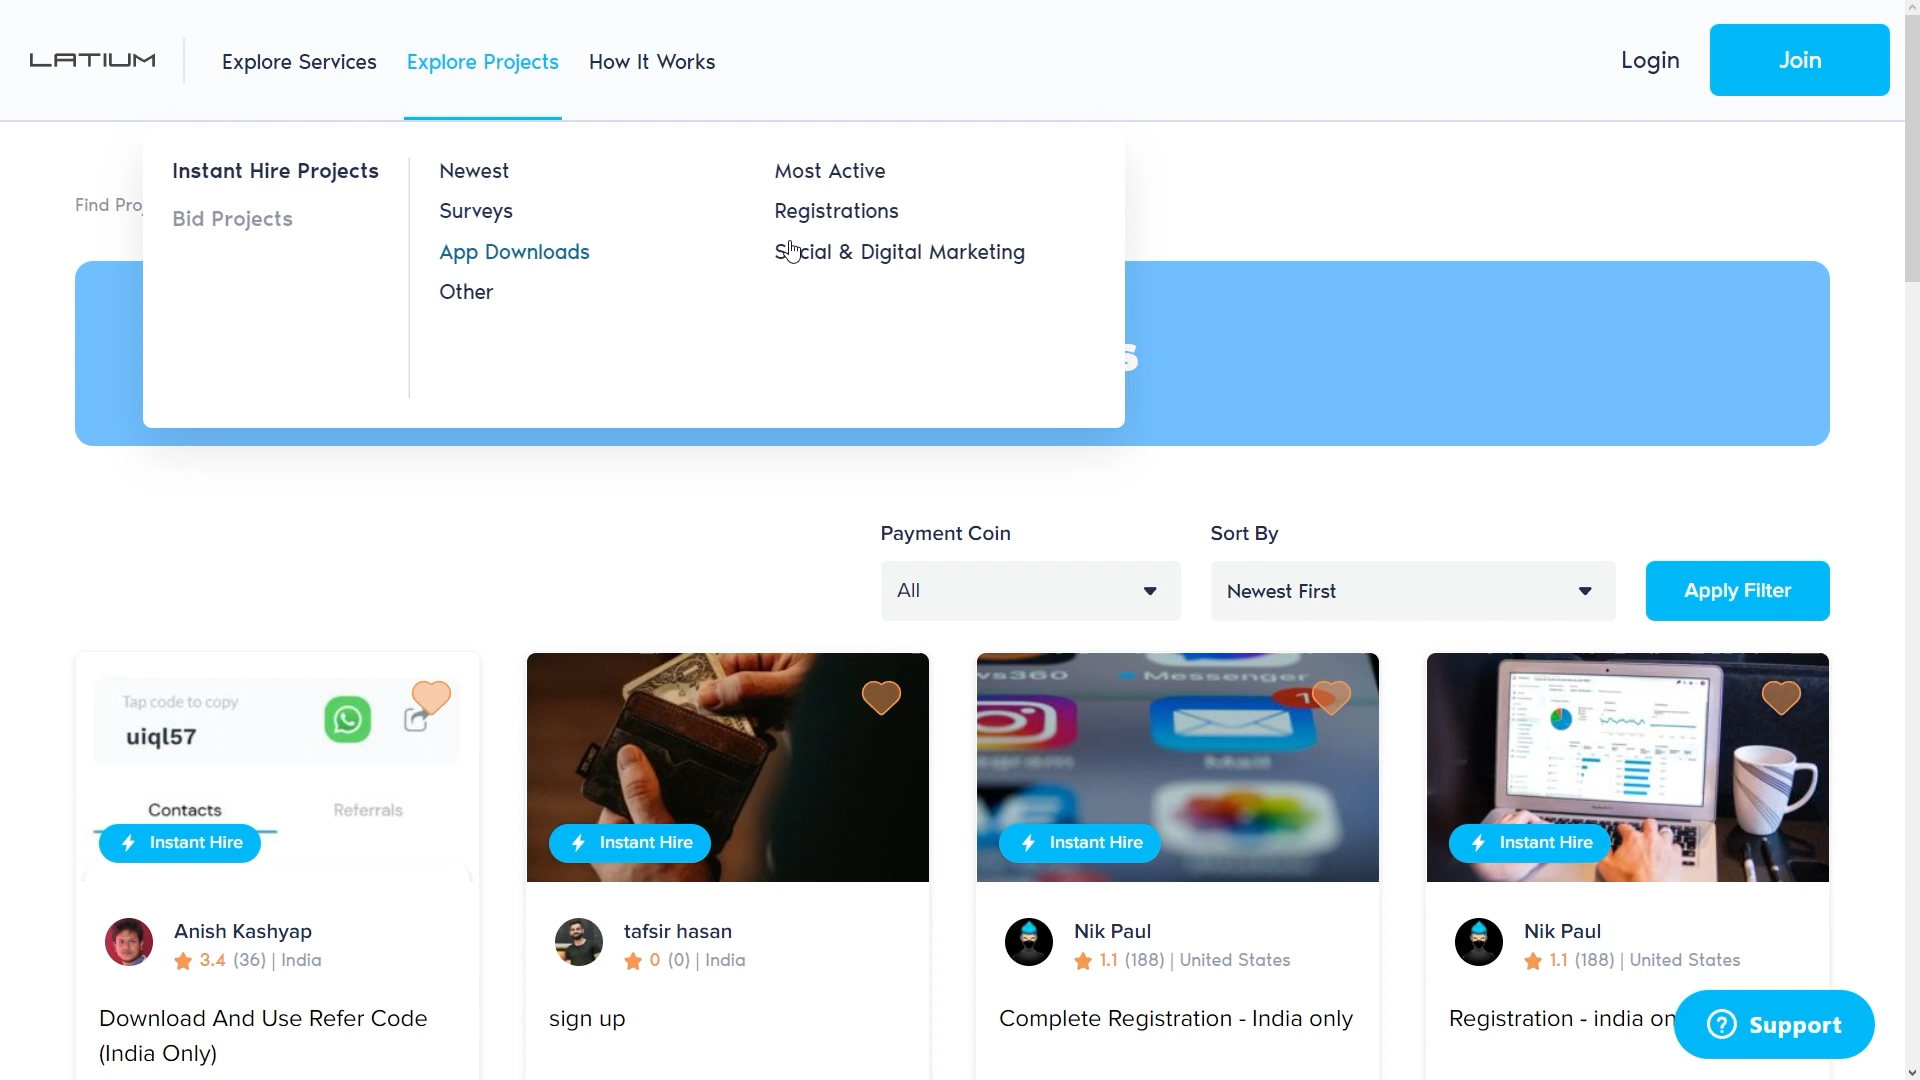 LATIUM
Explore Services
Explore Projects
How It Works
Login
Join
Instant Hire Projects
Bid Projects
Newest
Most Active
Surveys
Registrations
App Downloads
Social & Digital Marketing
Other
Find Proj
s
Payment Coin
Sort By
All
Newest First
Apply Filter
Tap code to copy
uiql57
Contacts
Referrals
Instant Hire
Anish Kashyap
3.4 (36) | India
Download And Use Refer Code
(India Only)
Instant Hire
tafsir hasan
0 (0) | India
sign up
ws360
Messenger
1
Instant Hire
Nik Paul
1.1 (188) | United States
Complete Registration - India only
Instant Hire
Nik Paul
1.1 (188) | United States
Registration - india on
Support